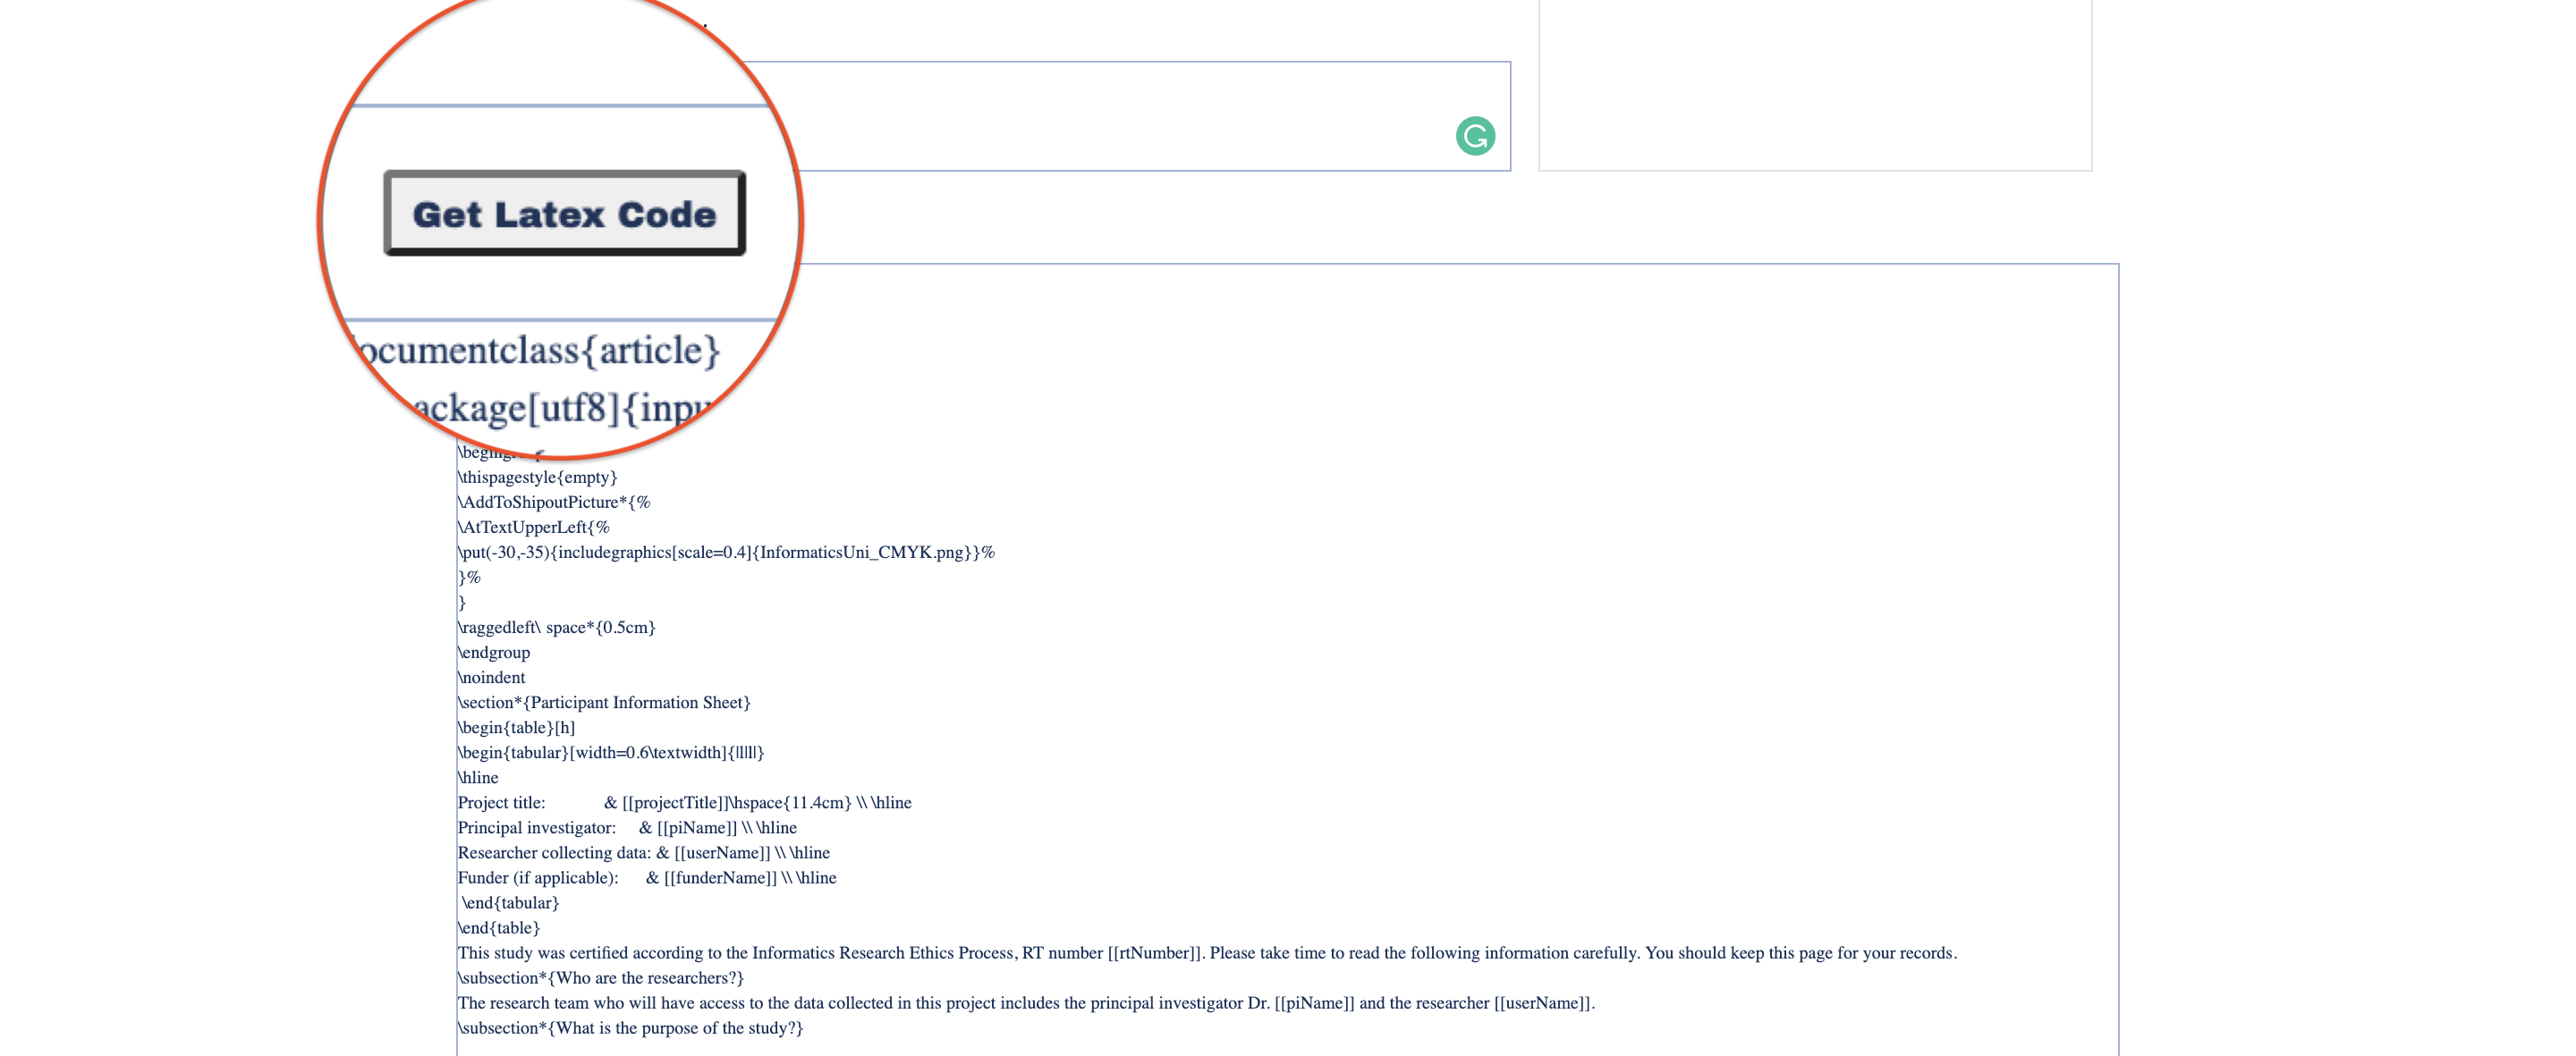 Get Latex Code
ocumentclass{article}
ackage[utf8]{inpu
\thispagestyle{empty}
\AddToShipoutPicture*{%
\AtTextUpperLeft{%
\put(-30,-35){includegraphics[scale=0.4]{InformaticsUni_CMYK.png}}%
}%
}
\raggedleft\ space*{0.5cm}
\endgroup
\noindent
\section*{Participant Information Sheet}
\begin{table}[h]
\begin{tabular}[width=0.6\textwidth]{|l|l|}
\hline
Project title: & [[projectTitle]]\hspace{11.4cm} \\ \hline
Principal investigator: & [[piName]] \\ \hline
Researcher collecting data: & [[userName]] \\ \hline
Funder (if applicable): & [[funderName]] \\ \hline
\end{tabular}
\end{table}
This study was certified according to the Informatics Research Ethics Process, RT number [[rtNumber]]. Please take time to read the following information carefully. You should keep this page for your records.
\subsection*{Who are the researchers?}
The research team who will have access to the data collected in this project includes the principal investigator Dr. [[piName]] and the researcher [[userName]].
\subsection*{What is the purpose of the study?}